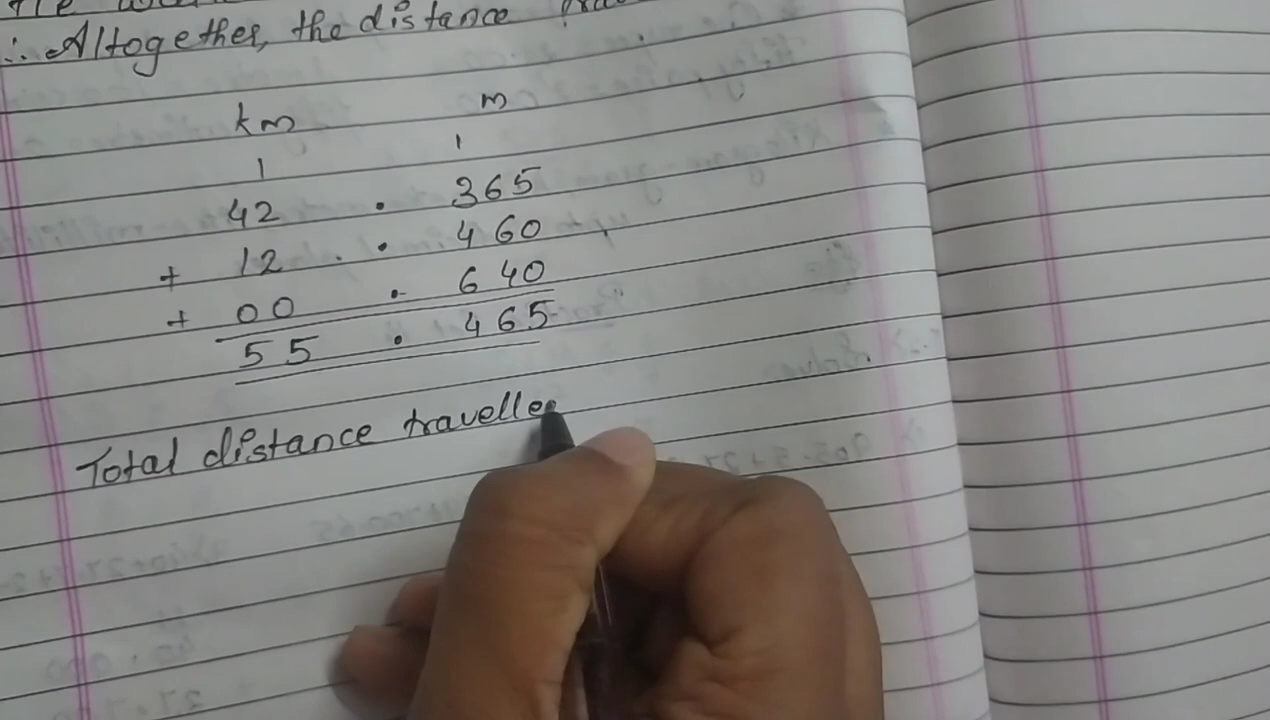 ∴ Altogether, the distance
km m
1 1
42 . 365
+ 12 . 460
+ 00 . 640
55 . 465
Total distance travelle